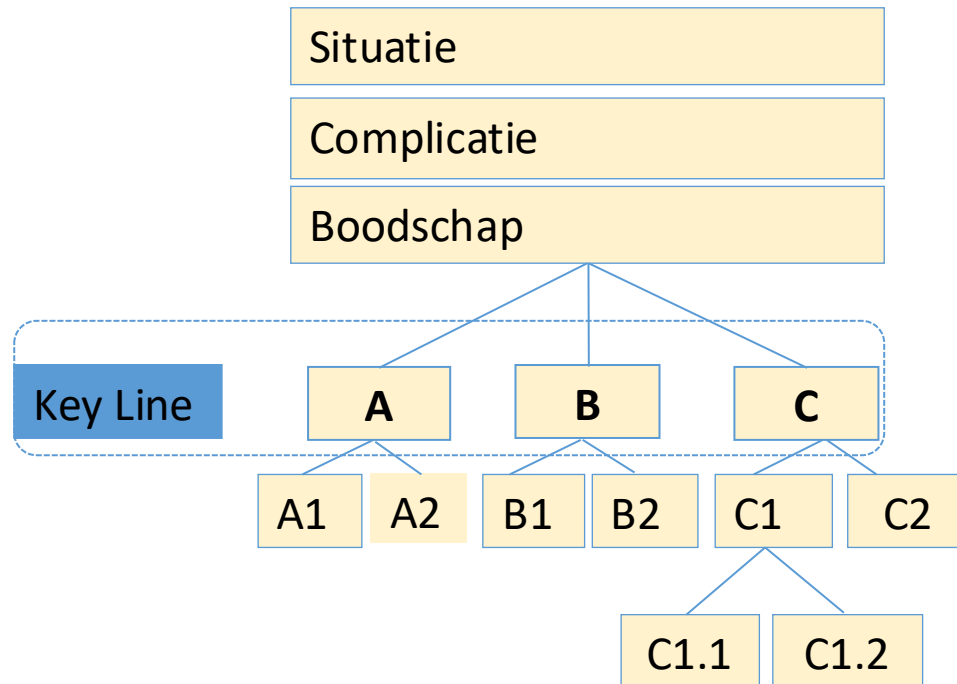 Situatie
Complicatie
Boodschap
Key Line
A
B
C
A1
A2
B1
B2
C1
C2
C1.1
C1.2